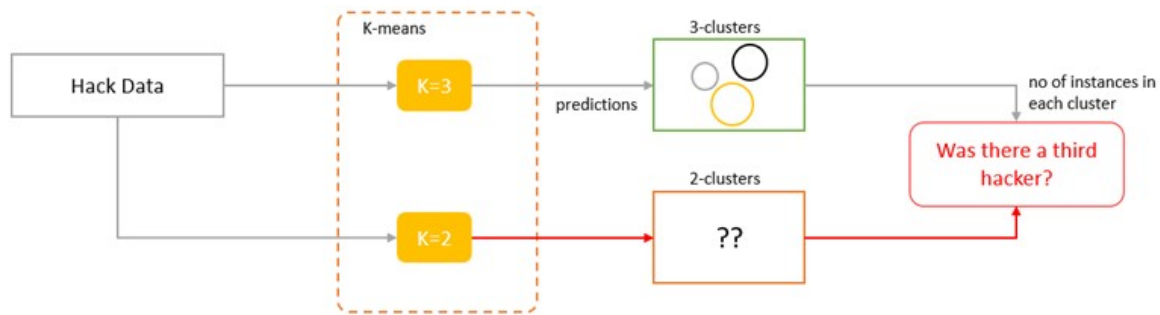 K-means
3-clusters
Hack Data
K=3
predictions
no of instances in
each cluster
Was there a third
hacker?
2-clusters
K=2
??